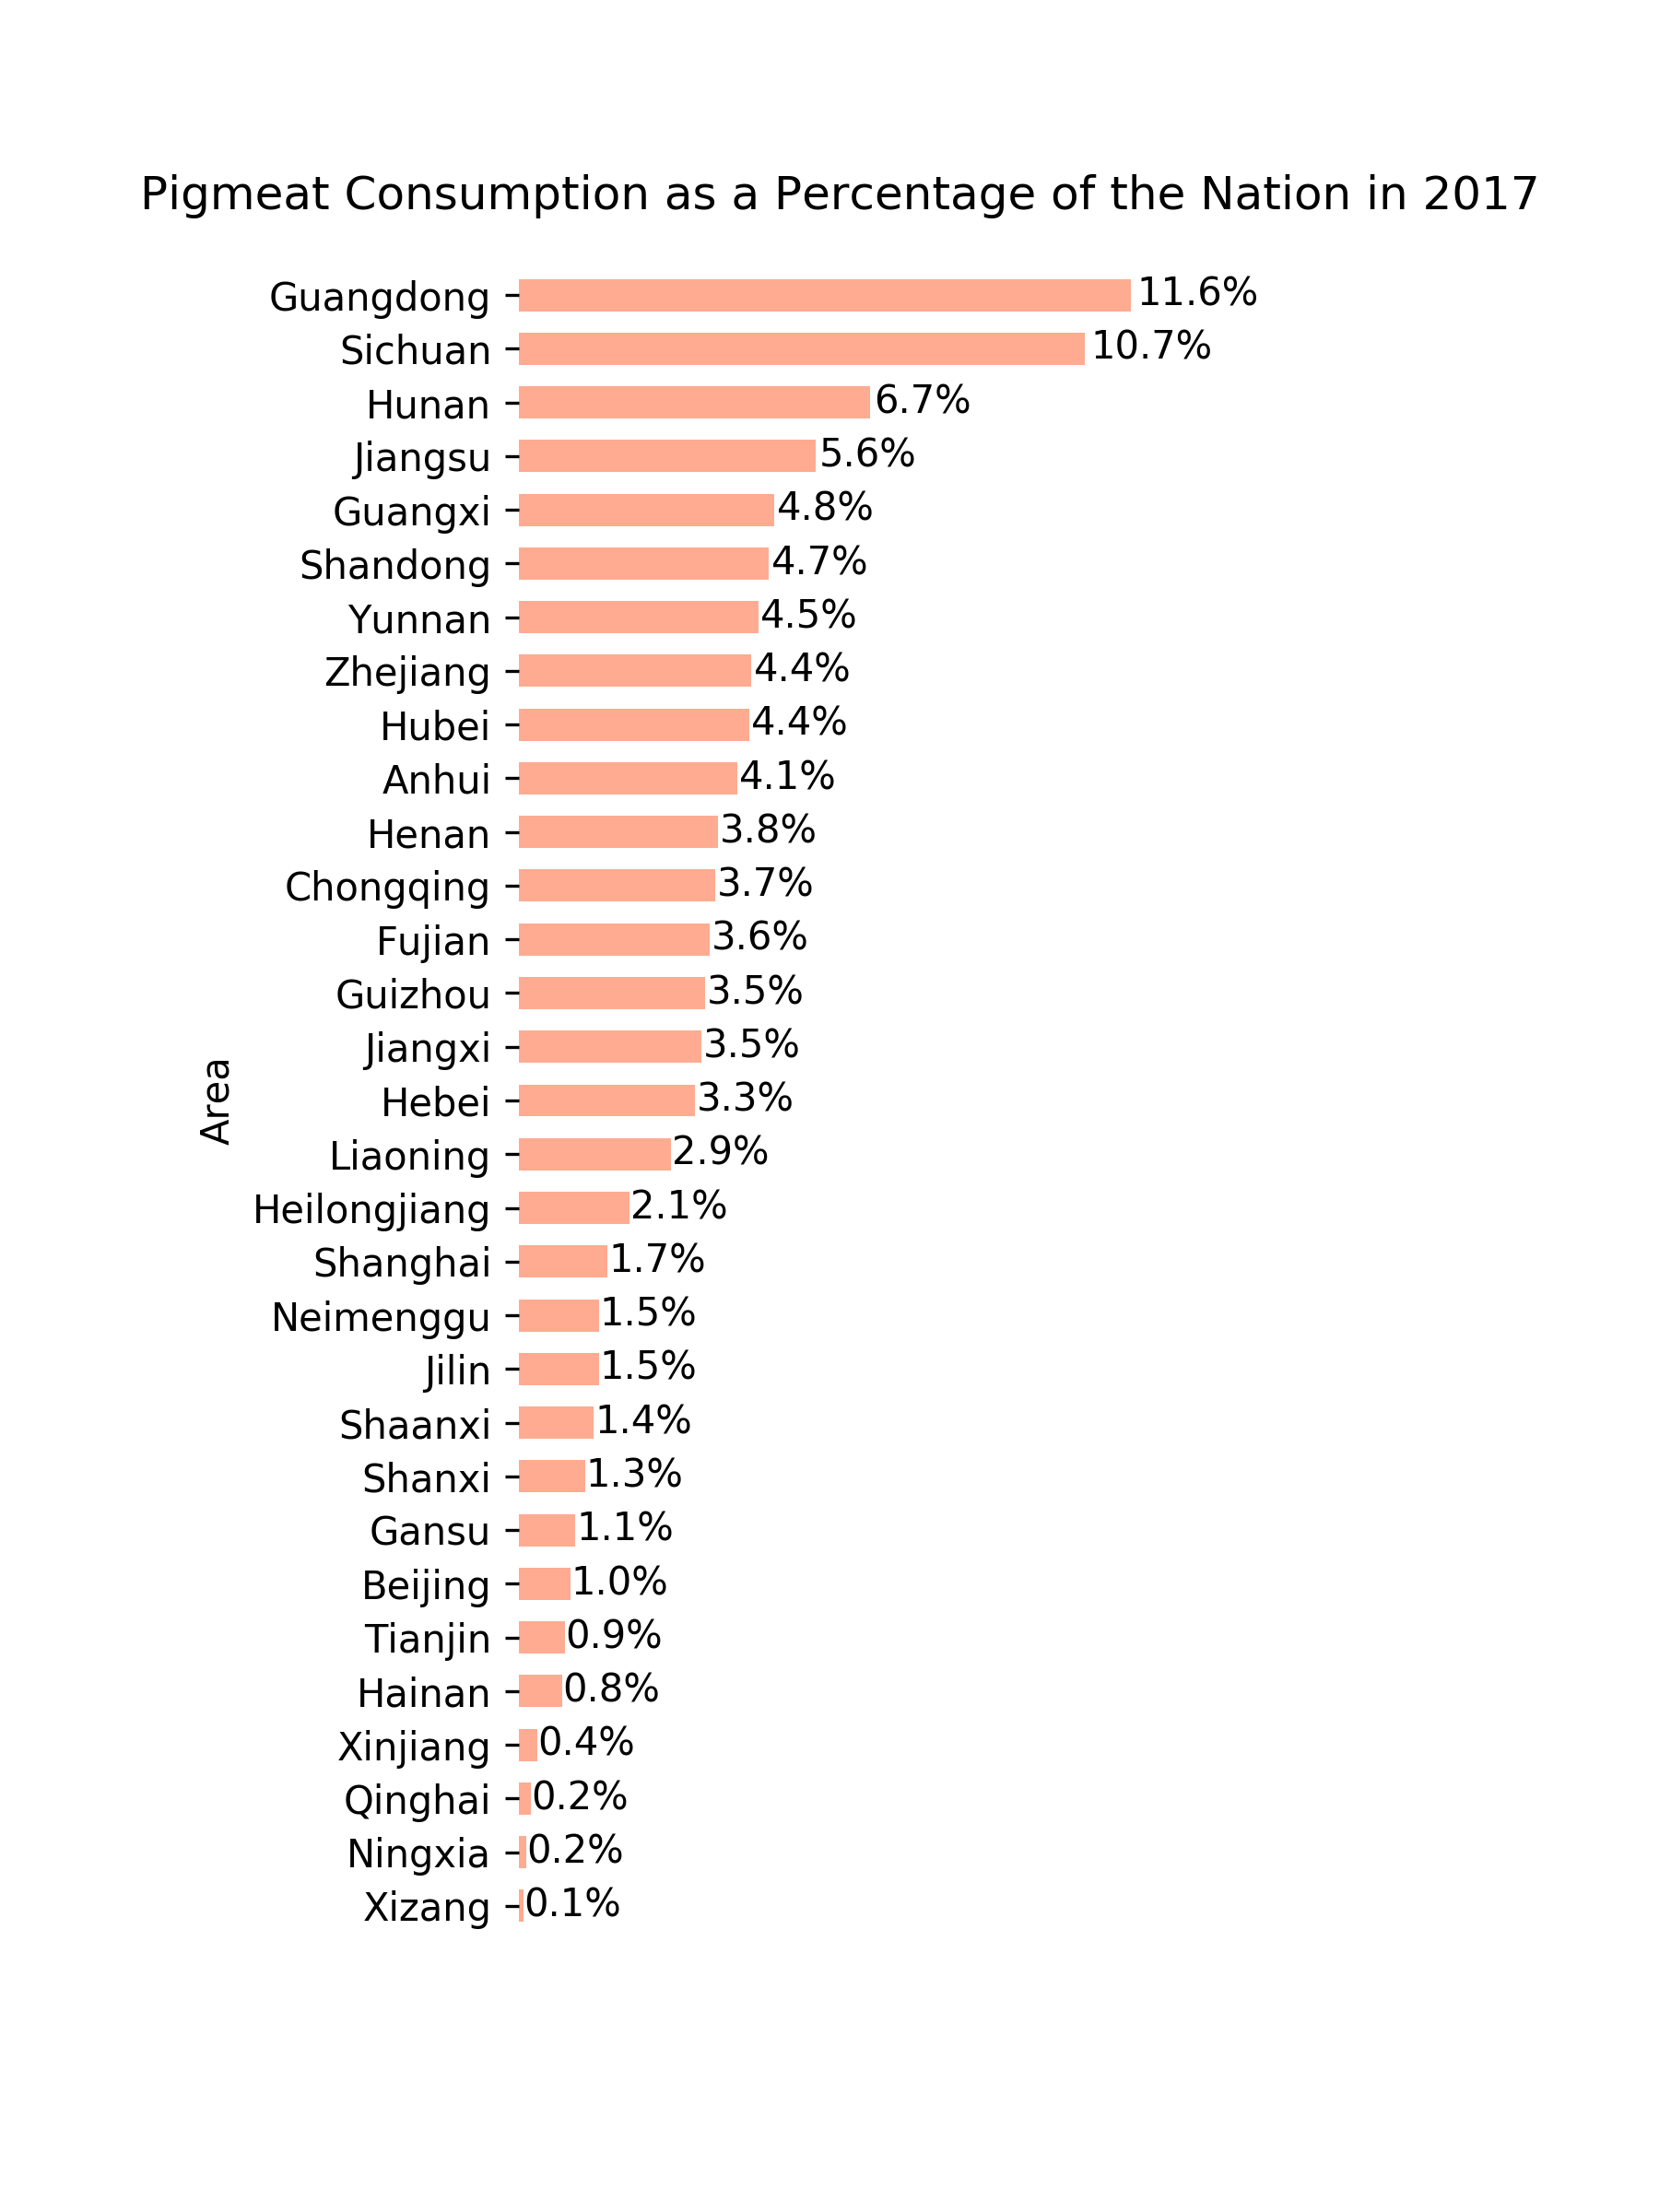 Pigmeat Consumption as a Percentage of the Nation in 2017
Guangdong 11.6%
Sichuan 10.7%
Hunan 6.7%
Jiangsu 5.6%
Guangxi 4.8%
Shandong 4.7%
Yunnan 4.5%
Zhejiang 4.4%
Hubei 4.4%
Anhui 4.1%
Henan 3.8%
Chongqing 3.7%
Fujian 3.6%
Guizhou 3.5%
Jiangxi 3.5%
Hebei 3.3%
Area
Liaoning 2.9%
Heilongjiang 2.1%
Shanghai 1.7%
Neimenggu 1.5%
Jilin 1.5%
Shaanxi 1.4%
Shanxi 1.3%
Gansu 1.1%
Beijing 1.0%
Tianjin 0.9%
Hainan 0.8%
Xinjiang 0.4%
Qinghai 0.2%
Ningxia 0.2%
Xizang 0.1%